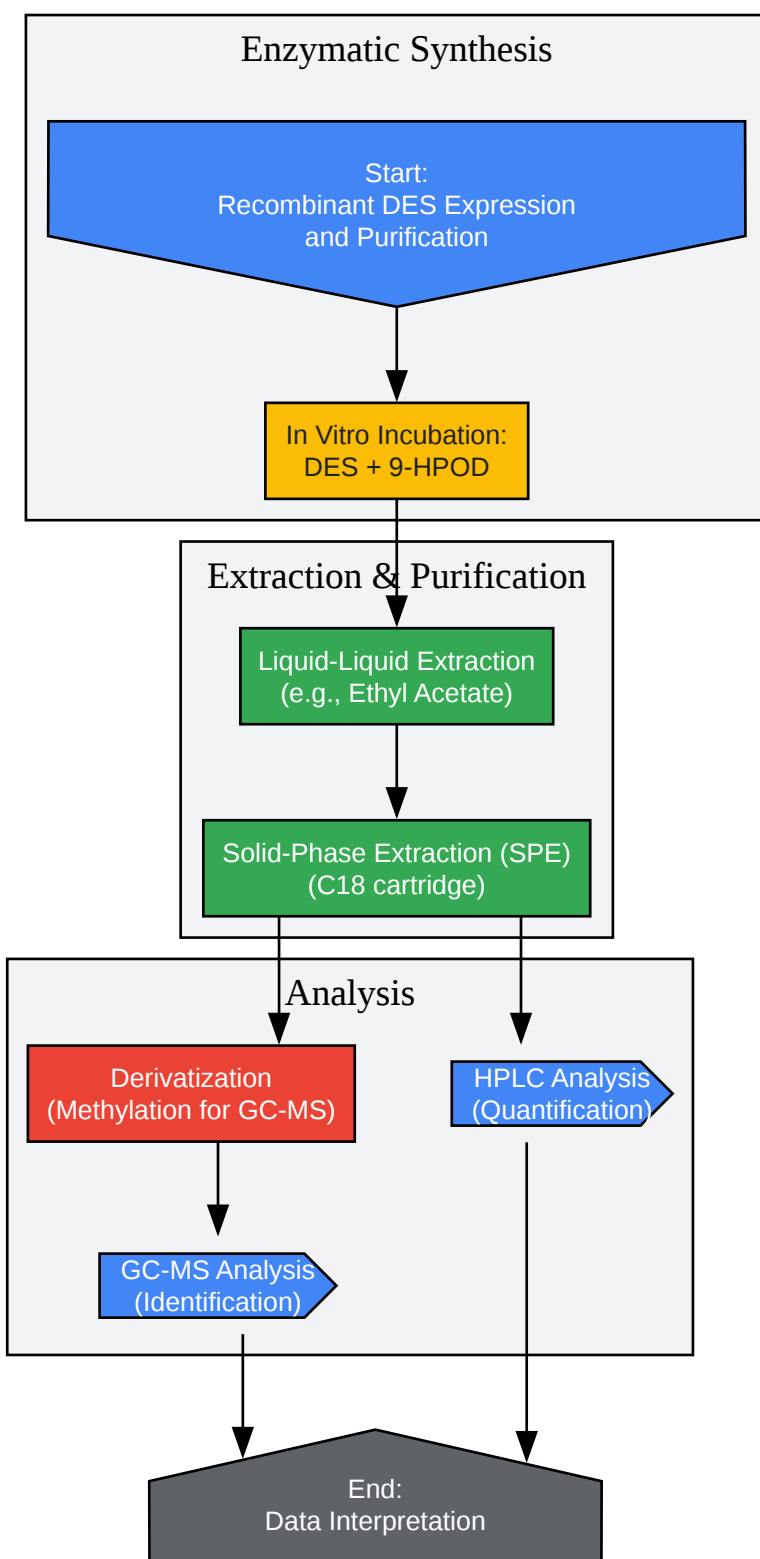 Enzymatic Synthesis
Start:
Recombinant DES Expression
and Purification
In Vitro Incubation:
DES + 9-HPOD
Extraction & Purification
Liquid-Liquid Extraction
(e.g., Ethyl Acetate)
Solid-Phase Extraction (SPE)
(C18 cartridge)
Analysis
Derivatization
(Methylation for GC-MS)
HPLC Analysis
(Quantification)
GC-MS Analysis
(Identification)
End:
Data Interpretation